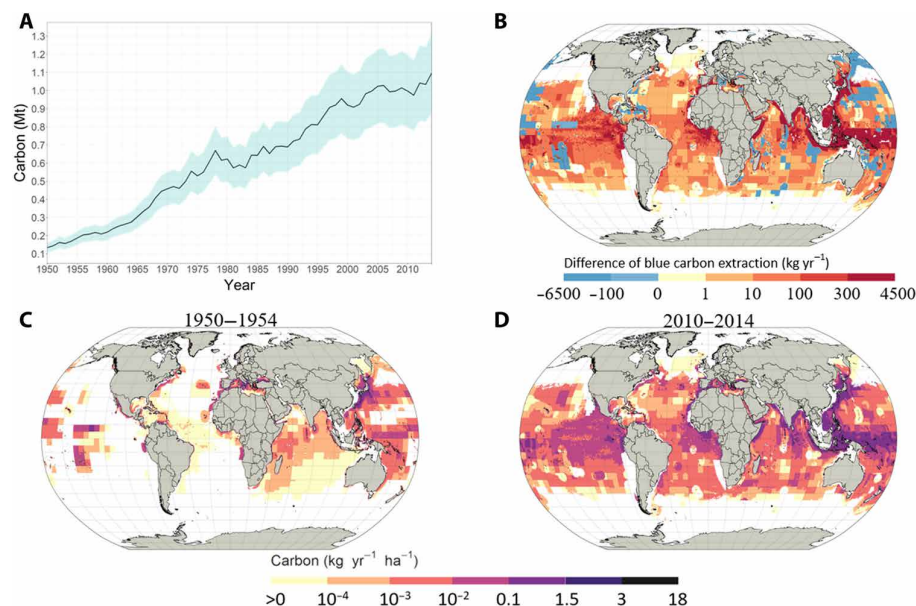 A
Carbon (Mt)
1.3
1.2
1.1
1.0
0.9
0.8
0.7
0.6
0.5
0.4
0.3
0.2
0.1
1950 1955 1960 1965 1970 1975 1980 1985 1990 1995 2000 2005 2010
Year
B
Difference of blue carbon extraction (kg yr⁻¹)
−6500 −100 0 1 10 100 300 4500
C
1950−1954
D
2010−2014
Carbon (kg yr⁻¹ ha⁻¹)
>0 10⁻⁴ 10⁻³ 10⁻² 0.1 1.5 3 18